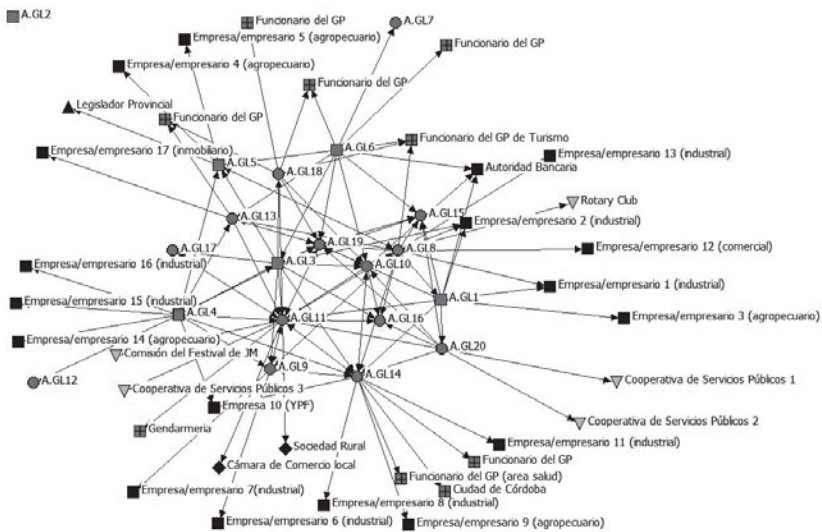 A.GL2
Funcionario del GP
A.GL7
Empresa/empresario 5 (agropecuario)
Funcionario del GP
Empresa/empresario 4 (agropecuario)
Funcionario del GP
Legislador Provincial
Funcionario del GP
Funcionario del GP de Turismo
Empresa/empresario 17 (inmobiliario)
A.GL6
Empresa/empresario 13 (industrial)
A.GL5
A.GL18
Autoridad Bancaria
Rotary Club
A.GL13
A.GL15
Empresa/empresario 2 (industrial)
A.GL17
A.GL19
A.GL8
Empresa/empresario 12 (comercial)
Empresa/empresario 16 (industrial)
A.GL3
A.GL10
Empresa/empresario 1 (industrial)
Empresa/empresario 15 (industrial)
A.GL1
A.GL4
A.GL11
A.GL16
Empresa/empresario 3 (agropecuario)
Empresa/empresario 14 (agropecuario)
Comisión del Festival de JM
A.GL20
A.GL9
A.GL14
A.GL12
Cooperativa de Servicios Públicos 3
Cooperativa de Servicios Públicos 1
Empresa 10 (YPF)
Cooperativa de Servicios Públicos 2
Gendarmeria
Empresa/empresario 11 (industrial)
Sociedad Rural
Funcionario del GP
Cámara de Comercio local
Funcionario del GP (area salud)
Empresa/empresario 7(industrial)
Ciudad de Córdoba
Empresa/empresario 8 (industrial)
Empresa/empresario 6 (industrial)
Empresa/empresario 9 (agropecuario)